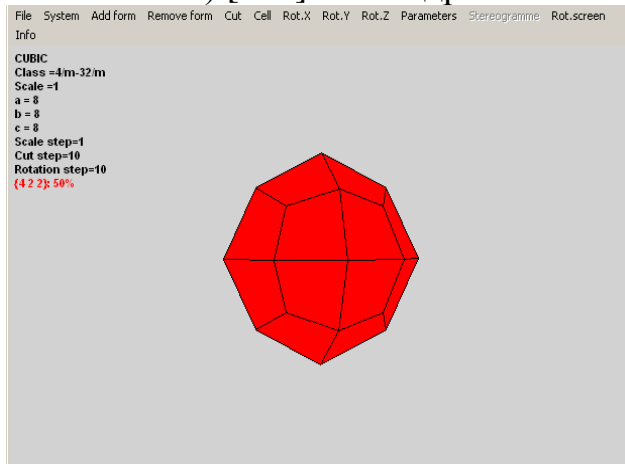 File System Add form Remove form Cut Cell Rot.X Rot.Y Rot.Z Parameters Stereogramme Rot.screen
Info
CUBIC
Class =4/m-32/m
Scale =1
a = 8
b = 8
c = 8
Scale step=1
Cut step=10
Rotation step=10
{4 2 2}: 50%